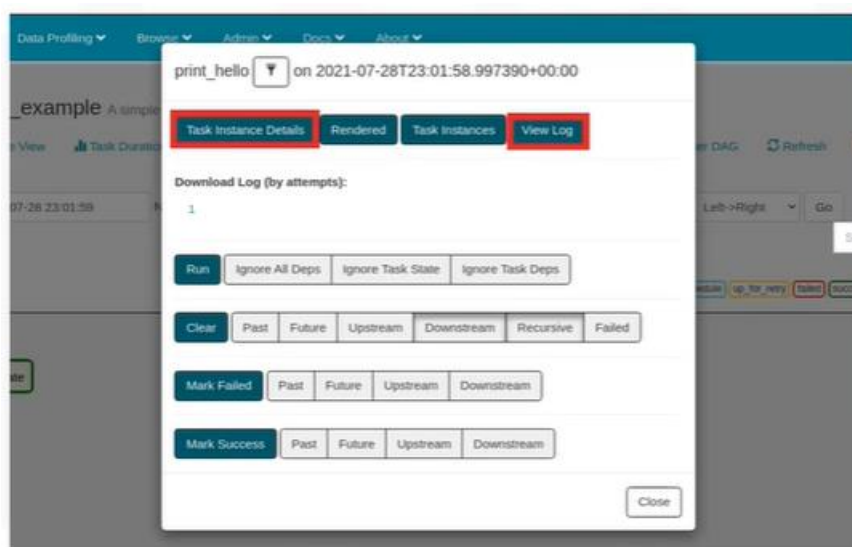 Data Profiling Browse Admin Docs About
print_hello on 2021-07-28T23:01:58.997390+00:00
_example A simple
Task Instance Details Rendered Task Instances View Log
View Task Duration DAG Refresh
Download Log (by attempts):
07-28 23:01:59 Left->Right Go
1
Run Ignore All Deps Ignore Task State Ignore Task Deps
up_for_retry failed
Clear Past Future Upstream Downstream Recursive Failed
Mark Failed Past Future Upstream Downstream
Mark Success Past Future Upstream Downstream
Close